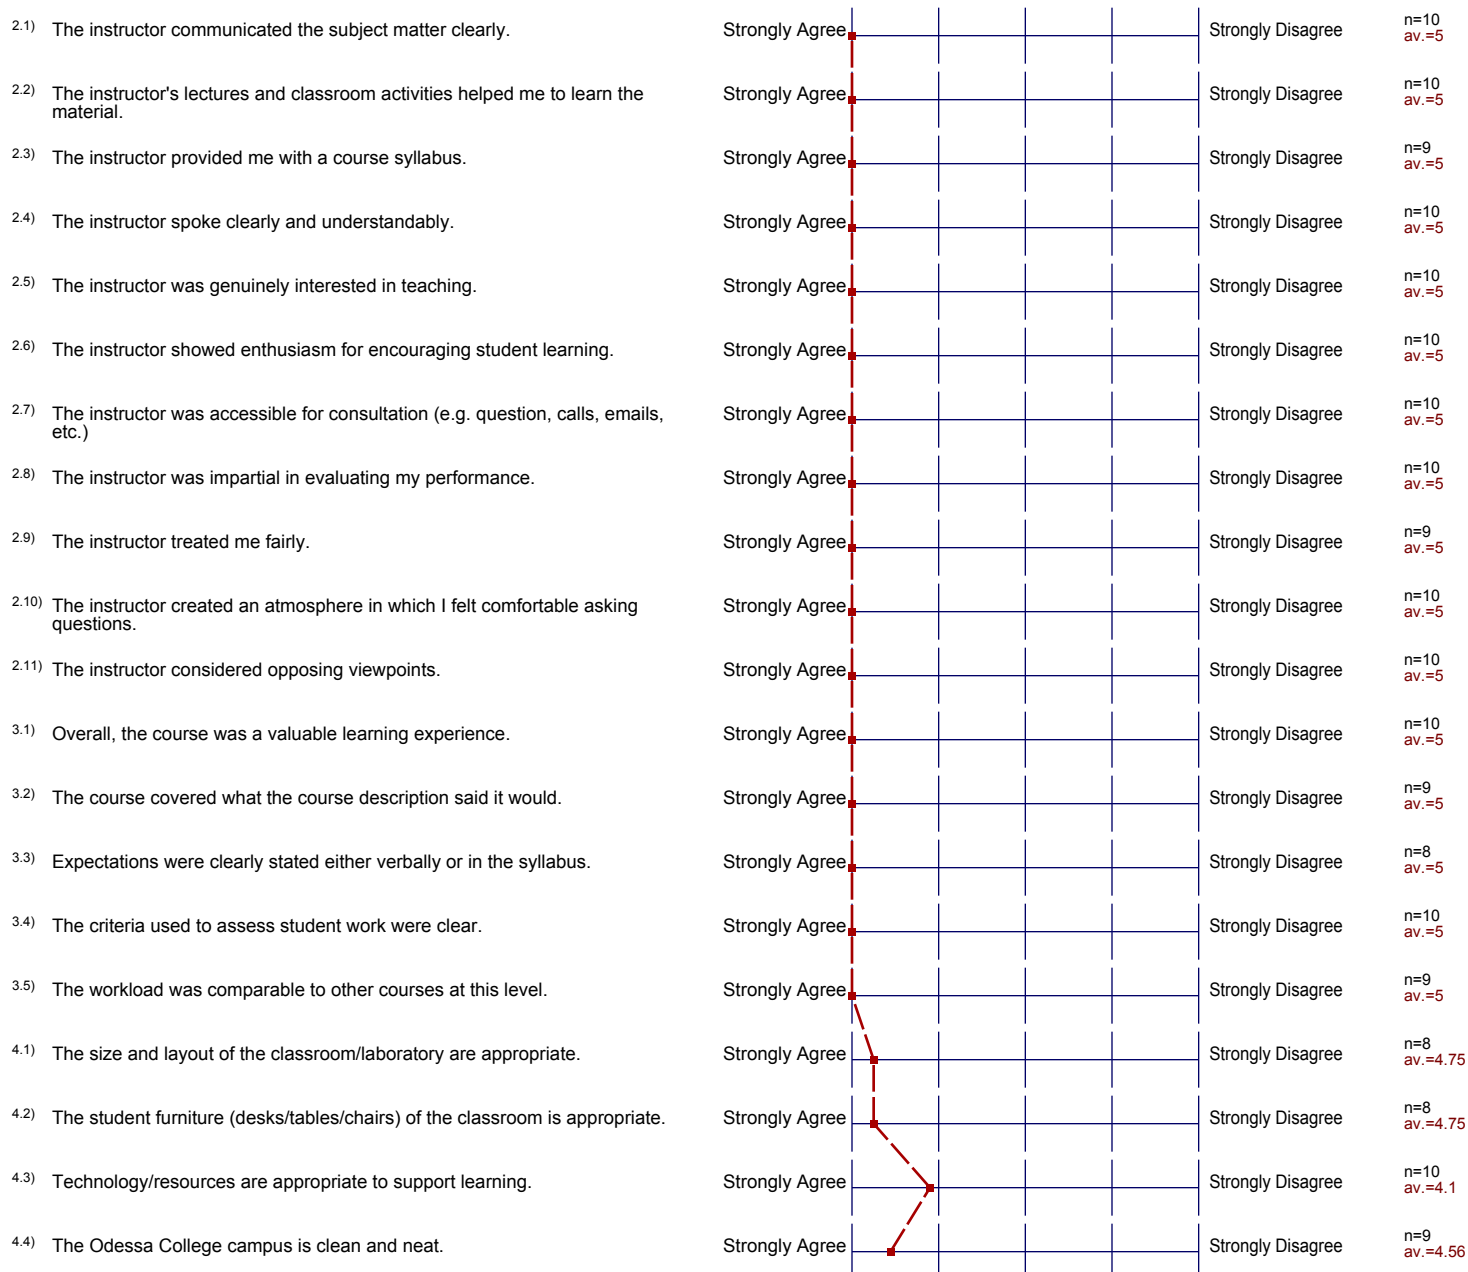 2.1) The instructor communicated the subject matter clearly. Strongly Agree Strongly Disagree n=10
av.=5
2.2) The instructor's lectures and classroom activities helped me to learn the
material. Strongly Agree Strongly Disagree n=10
av.=5
2.3) The instructor provided me with a course syllabus. Strongly Agree Strongly Disagree n=9
av.=5
2.4) The instructor spoke clearly and understandably. Strongly Agree Strongly Disagree n=10
av.=5
2.5) The instructor was genuinely interested in teaching. Strongly Agree Strongly Disagree n=10
av.=5
2.6) The instructor showed enthusiasm for encouraging student learning. Strongly Agree Strongly Disagree n=10
av.=5
2.7) The instructor was accessible for consultation (e.g. question, calls, emails,
etc.) Strongly Agree Strongly Disagree n=10
av.=5
2.8) The instructor was impartial in evaluating my performance. Strongly Agree Strongly Disagree n=10
av.=5
2.9) The instructor treated me fairly. Strongly Agree Strongly Disagree n=9
av.=5
2.10) The instructor created an atmosphere in which I felt comfortable asking
questions. Strongly Agree Strongly Disagree n=10
av.=5
2.11) The instructor considered opposing viewpoints. Strongly Agree Strongly Disagree n=10
av.=5
3.1) Overall, the course was a valuable learning experience. Strongly Agree Strongly Disagree n=10
av.=5
3.2) The course covered what the course description said it would. Strongly Agree Strongly Disagree n=9
av.=5
3.3) Expectations were clearly stated either verbally or in the syllabus. Strongly Agree Strongly Disagree n=8
av.=5
3.4) The criteria used to assess student work were clear. Strongly Agree Strongly Disagree n=10
av.=5
3.5) The workload was comparable to other courses at this level. Strongly Agree Strongly Disagree n=9
av.=5
4.1) The size and layout of the classroom/laboratory are appropriate. Strongly Agree Strongly Disagree n=8
av.=4.75
4.2) The student furniture (desks/tables/chairs) of the classroom is appropriate. Strongly Agree Strongly Disagree n=8
av.=4.75
4.3) Technology/resources are appropriate to support learning. Strongly Agree Strongly Disagree n=10
av.=4.1
4.4) The Odessa College campus is clean and neat. Strongly Agree Strongly Disagree n=9
av.=4.56